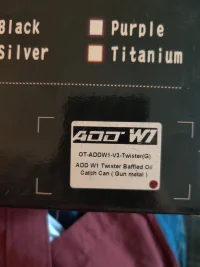 Black Purple
Silver Titanium
ADD W1
OT-ADDW1-V3-Twister(G)
ADD W1 Twister Baffled Oil
Catch Can ( Gun metal )